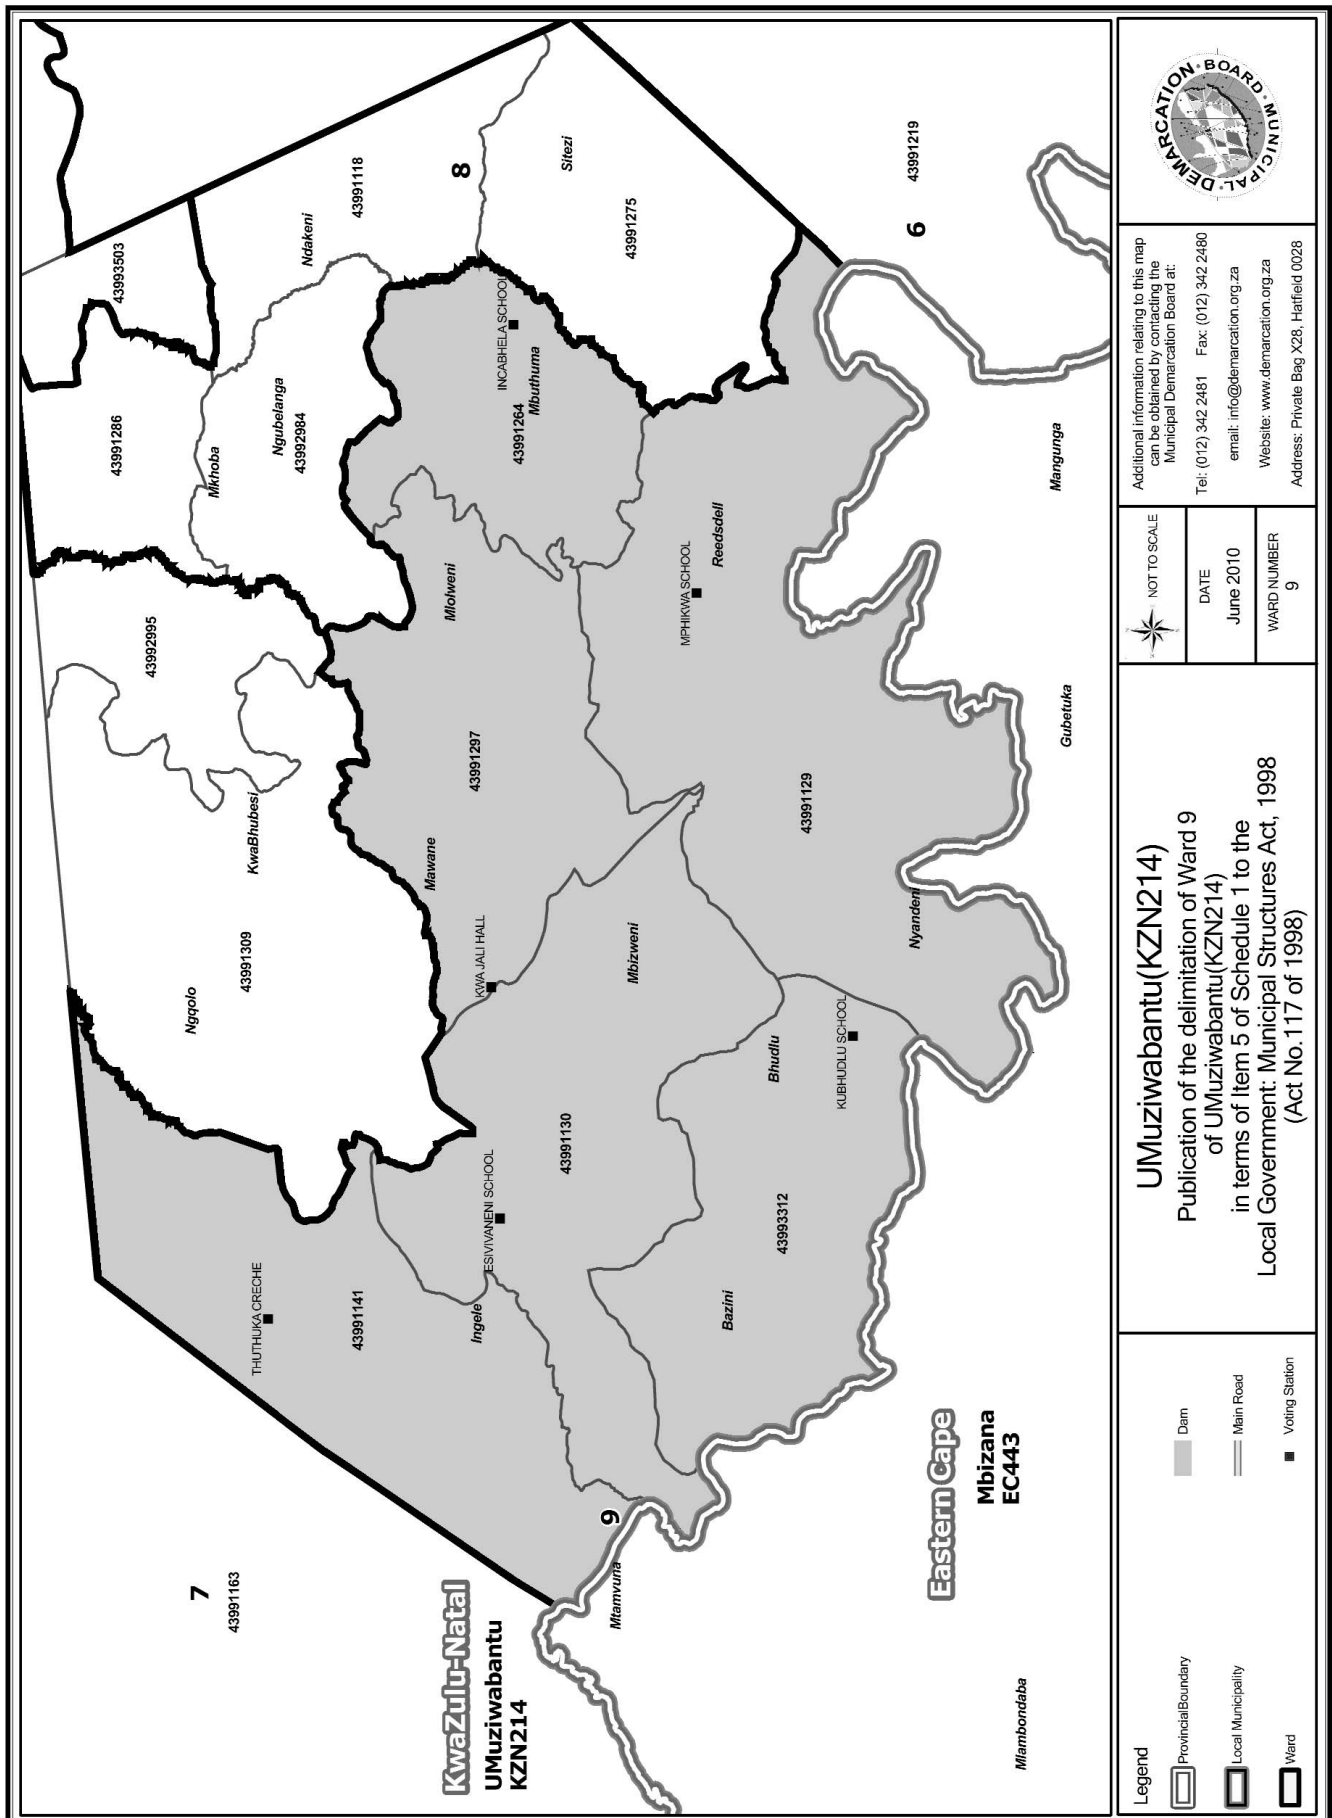 7
43991163
KwaZulu-Natal
UMuziwabantu
KZN214
THUTHUKA CRECHE
43991141
Ngqolo
43991309
KwaBhubesi
43992995
43991286
43993503
Mkhoba
Ngubelanga
43992984
Ndakeni
43991118
8
Sitezi
43991275
INCABHELA SCHOOL
43991264
Mbuthuma
Mlolweni
43991297
Mawane
KWA JALI HALL
ESIVIVANENI SCHOOL
Ingele
43991130
Mbizweni
9
Mtamvuna
MPHIKWA SCHOOL
Reedsdell
43991129
Bhudlu
KUBHUDLU SCHOOL
43993312
Bazini
Nyandeni
6
43991219
Mangunga
Gubetuka
Eastern Cape
Mbizana
EC443
Mlambondaba
Legend
ProvincialBoundary
Local Municipality
Ward
Dam
Main Road
Voting Station
UMuziwabantu(KZN214)
Publication of the delimitation of Ward 9
of UMuziwabantu(KZN214)
in terms of Item 5 of Schedule 1 to the
Local Government: Municipal Structures Act, 1998
(Act No.117 of 1998)
NOT TO SCALE
DATE
June 2010
WARD NUMBER
9
Additional information relating to this map
can be obtained by contacting the
Municipal Demarcation Board at:
Tel: (012) 342 2481 Fax: (012) 342 2480
email: info@demarcation.org.za
Website: www.demarcation.org.za
Address: Private Bag X28, Hatfield 0028
DEMARCATION · BOARD · MUNICIPAL